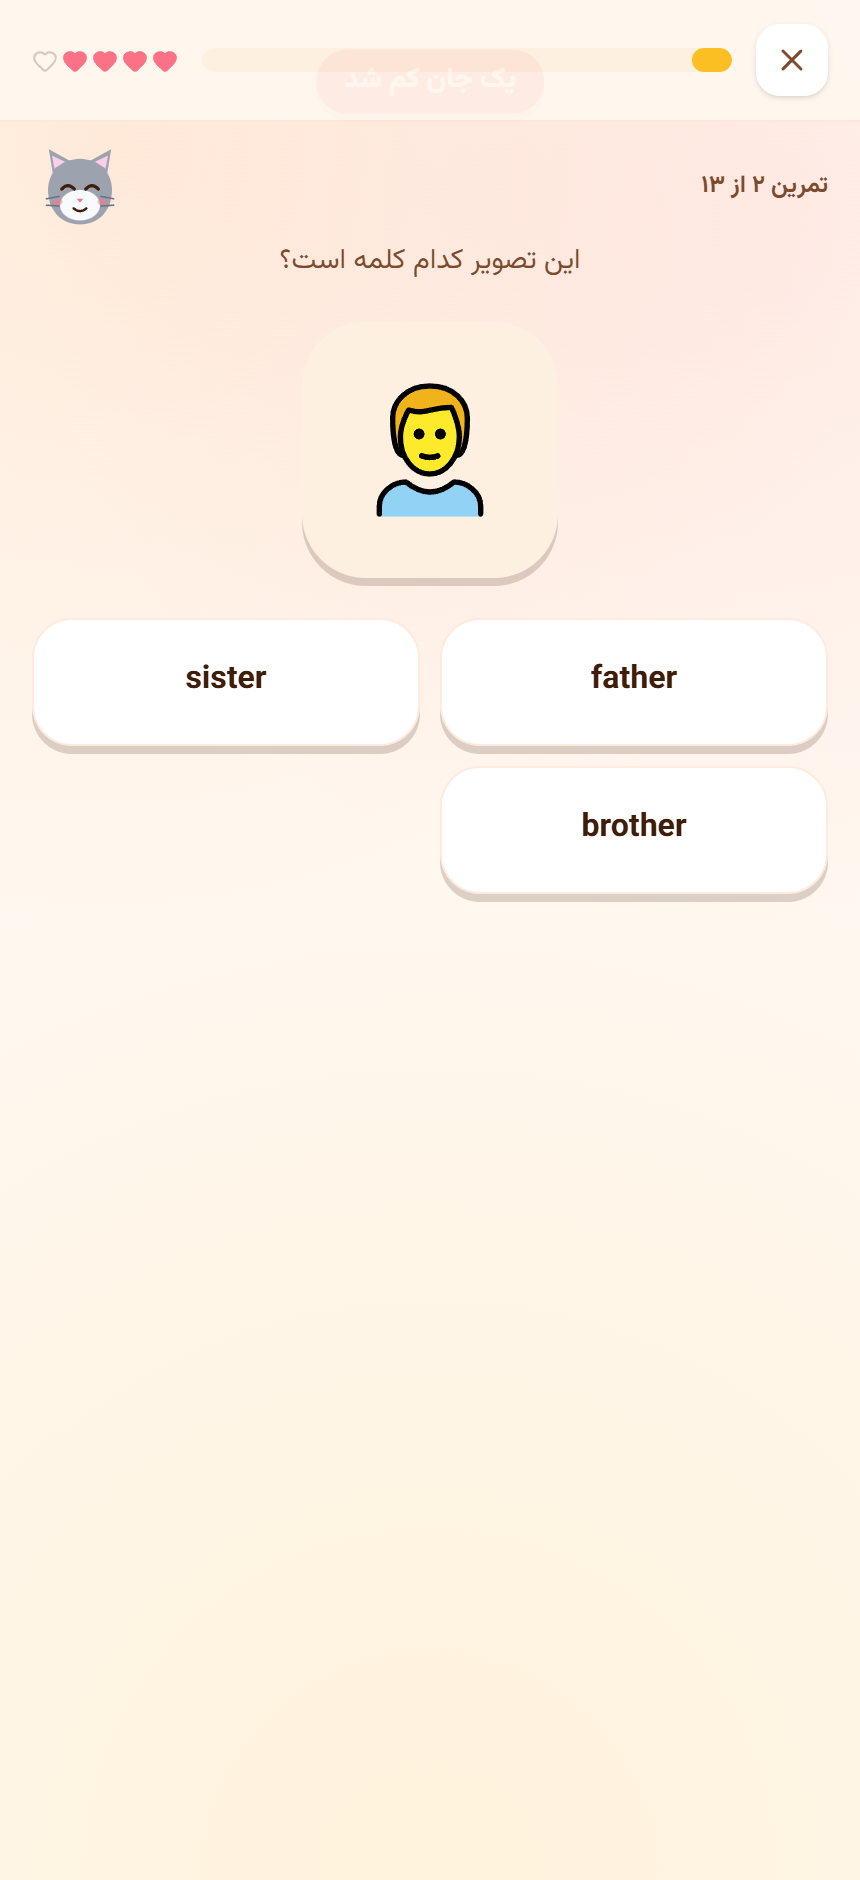 یک جان کم شد
تمرین ۲ از ۱۳
این تصویر کدام کلمه است؟
father
sister
brother